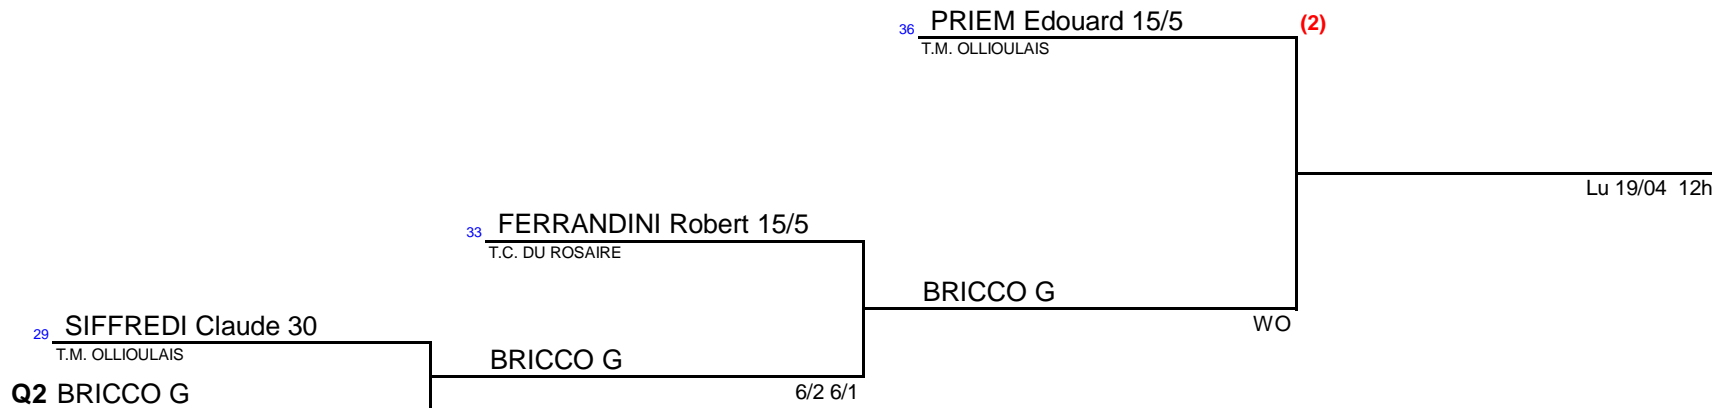 36 PRIEM Edouard 15/5 (2)
T.M. OLLIOULAIS
Lu 19/04 12h
33 FERRANDINI Robert 15/5
T.C. DU ROSAIRE
BRICCO G
WO
29 SIFFREDI Claude 30
T.M. OLLIOULAIS
BRICCO G
6/2 6/1
Q2 BRICCO G